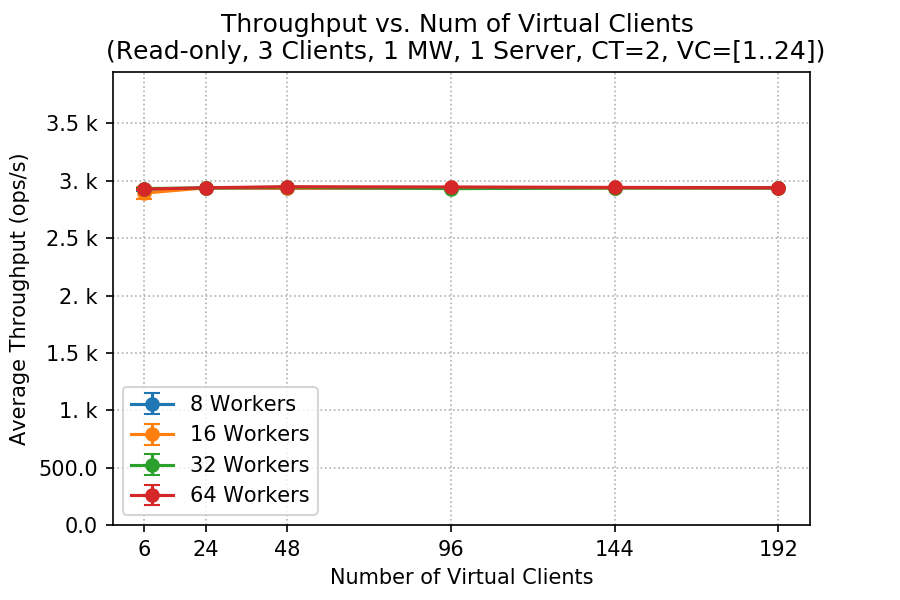 Throughput vs. Num of Virtual Clients
(Read-only, 3 Clients, 1 MW, 1 Server, CT=2, VC=[1..24])
Average Throughput (ops/s)
3.5 k
3. k
2.5 k
2. k
1.5 k
1. k
500.0
0.0
8 Workers
16 Workers
32 Workers
64 Workers
6 24 48 96 144 192
Number of Virtual Clients